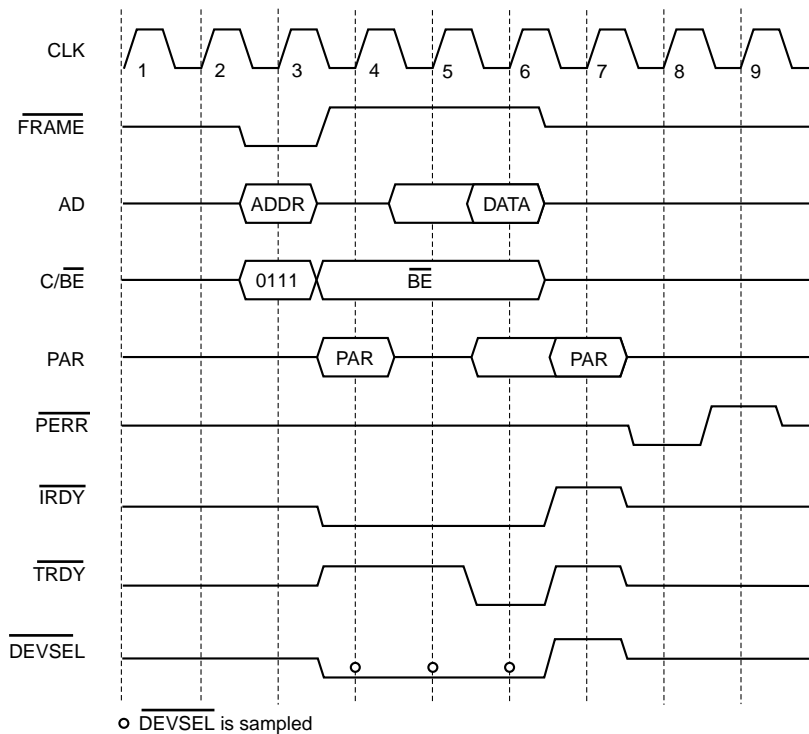 CLK
1 2 3 4 5 6 7 8 9
FRAME
AD
ADDR
DATA
C/BE
0111
BE
PAR
PAR
PAR
PERR
IRDY
TRDY
DEVSEL
DEVSEL is sampled